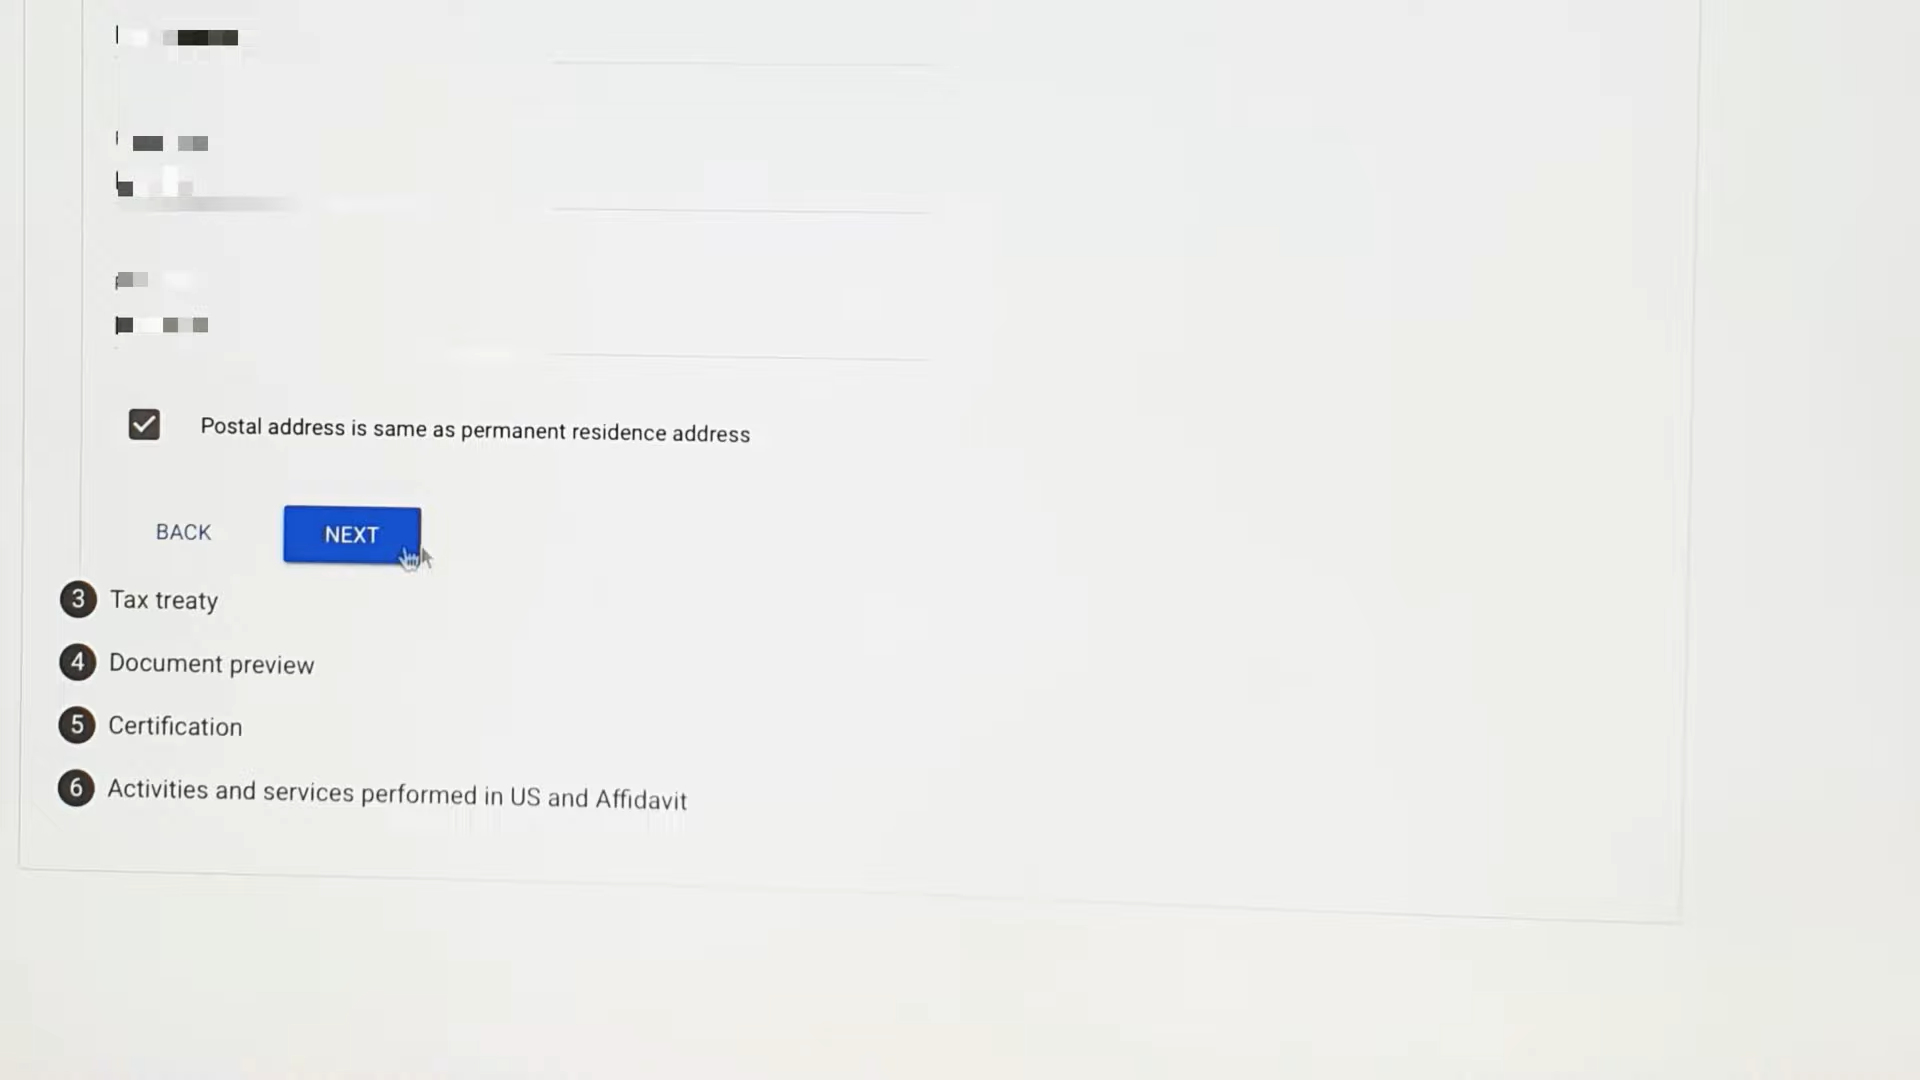 Postal address is same as permanent residence address
BACK
NEXT
3 Tax treaty
4 Document preview
5 Certification
6 Activities and services performed in US and Affidavit